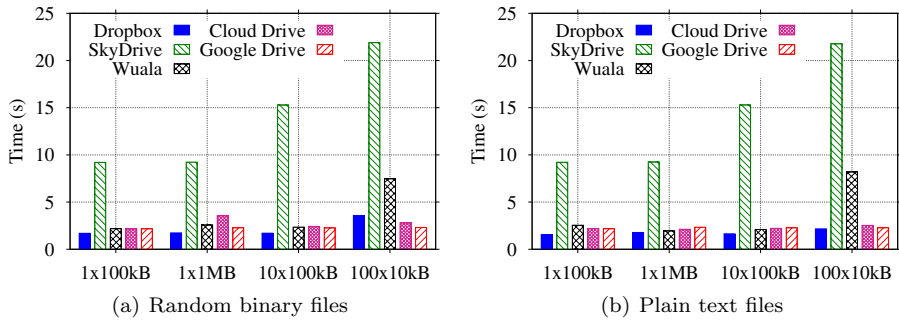 25
20
15
10
5
0
Time (s)
Dropbox
SkyDrive
Wuala
Cloud Drive
Google Drive
1x100kB 1x1MB 10x100kB 100x10kB
(a) Random binary files
25
20
15
10
5
0
Time (s)
Dropbox
SkyDrive
Wuala
Cloud Drive
Google Drive
1x100kB 1x1MB 10x100kB 100x10kB
(b) Plain text files